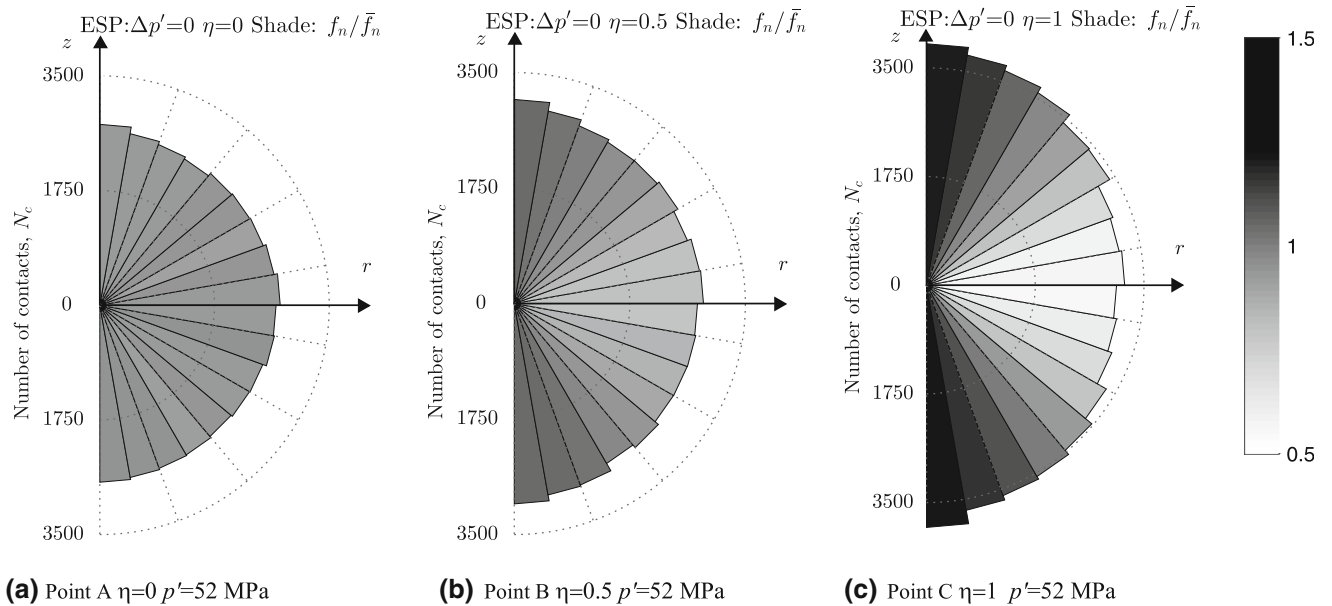 ESP:Δp′=0 η=0 Shade: f_n/f̄_n
z
3500
1750
0
1750
3500
Number of contacts, N_c
r
(a) Point A η=0 p′=52 MPa
ESP:Δp′=0 η=0.5 Shade: f_n/f̄_n
z
3500
1750
0
1750
3500
Number of contacts, N_c
r
(b) Point B η=0.5 p′=52 MPa
ESP:Δp′=0 η=1 Shade: f_n/f̄_n
z
3500
1750
0
1750
3500
Number of contacts, N_c
r
(c) Point C η=1 p′=52 MPa
1.5
1
0.5